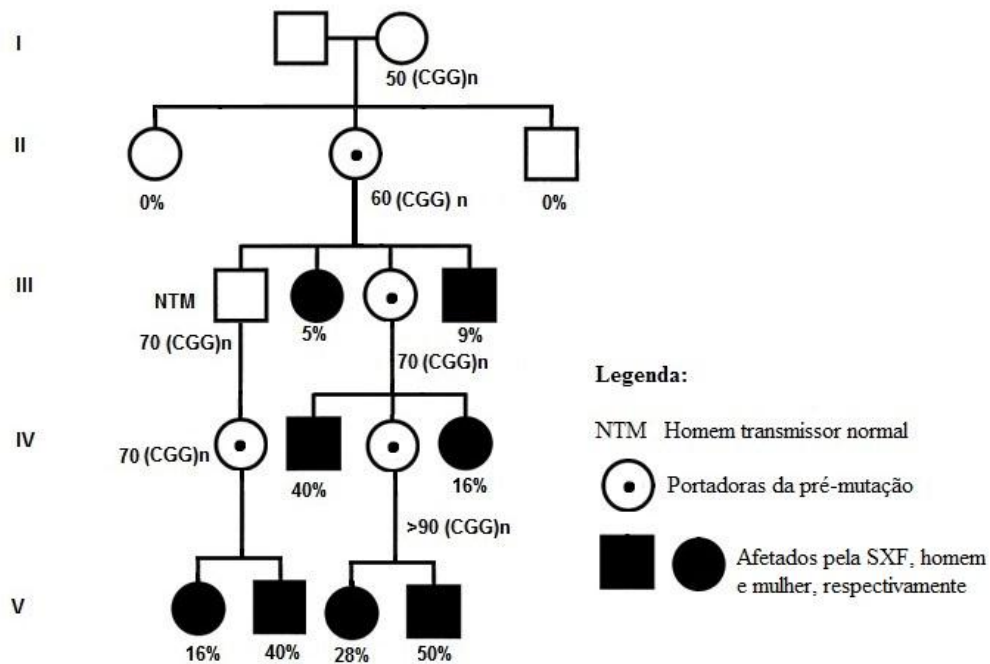 I
50 (CGG)n
II
0%
60 (CGG) n
0%
III
NTM
70 (CGG)n
5%
70 (CGG)n
9%
IV
70 (CGG)n
40%
>90 (CGG)n
16%
V
16%
40%
28%
50%
Legenda:
NTM Homem transmissor normal
Portadoras da pré-mutação
Afetados pela SXF, homem
e mulher, respectivamente